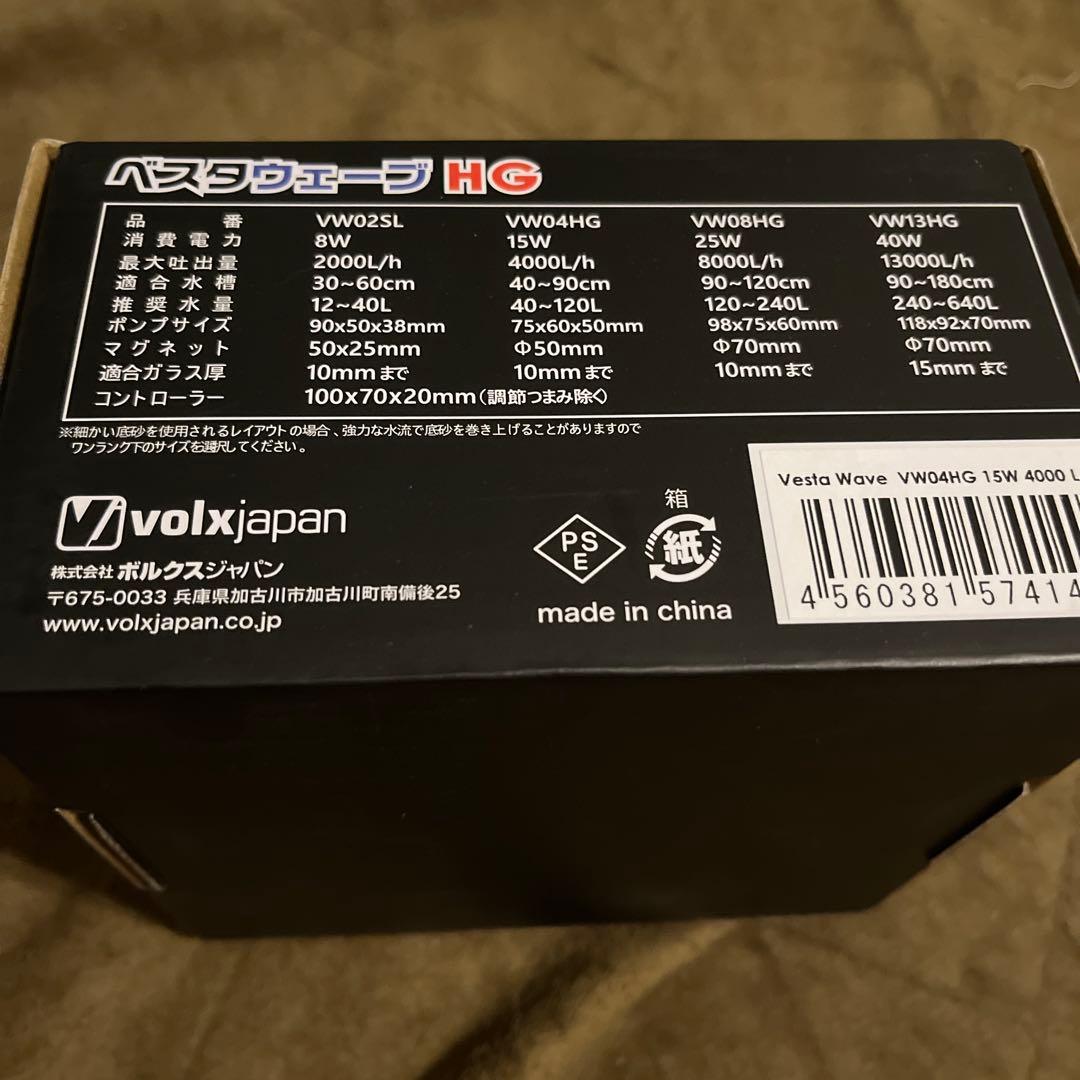 ベスタウェーブ HG
品番 VW02SL VW04HG VW08HG VW13HG
消費電力 8W 15W 25W 40W
最大吐出量 2000L/h 4000L/h 8000L/h 13000L/h
適合水槽 30~60cm 40~90cm 90~120cm 90~180cm
推奨水量 12~40L 40~120L 120~240L 240~640L
ポンプサイズ 90x50x38mm 75x60x50mm 98x75x60mm 118x92x70mm
マグネット 50x25mm Φ50mm Φ70mm Φ70mm
適合ガラス厚 10mmまで 10mmまで 10mmまで 15mmまで
コントローラー 100x70x20mm(調節つまみ除く)
※細かい底砂を使用されるレイアウトの場合、強力な水流で底砂を巻き上げることがありますので
ワンランク下のサイズを選択してください。
Vesta Wave VW04HG 15W 4000 L
4 560381 57414
volxjapan
株式会社 ボルクスジャパン
〒675-0033 兵庫県加古川市加古川町南備後25
www.volxjapan.co.jp
PSE
箱
紙
made in china